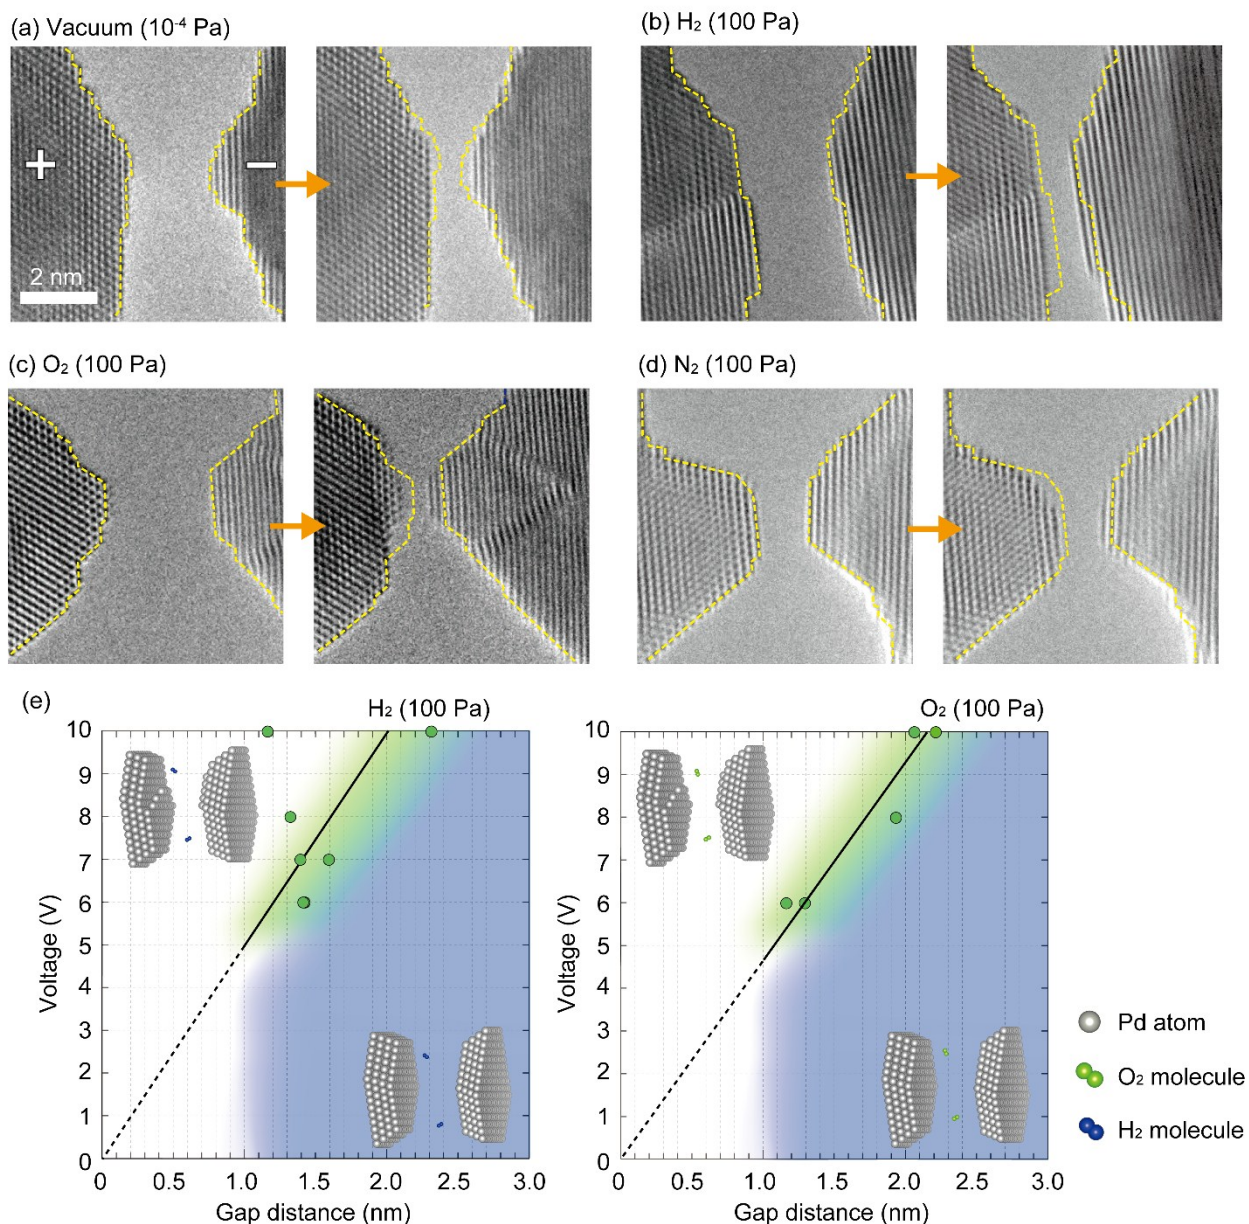 (a) Vacuum (10⁻⁴ Pa)
(b) H₂ (100 Pa)
+
−
2 nm
(c) O₂ (100 Pa)
(d) N₂ (100 Pa)
(e)
H₂ (100 Pa)
10
9
8
7
6
5
4
3
2
1
0
Voltage (V)
0 0.5 1.0 1.5 2.0 2.5 3.0
Gap distance (nm)
O₂ (100 Pa)
10
9
8
7
6
5
4
3
2
1
0
Voltage (V)
0 0.5 1.0 1.5 2.0 2.5 3.0
Gap distance (nm)
Pd atom
O₂ molecule
H₂ molecule